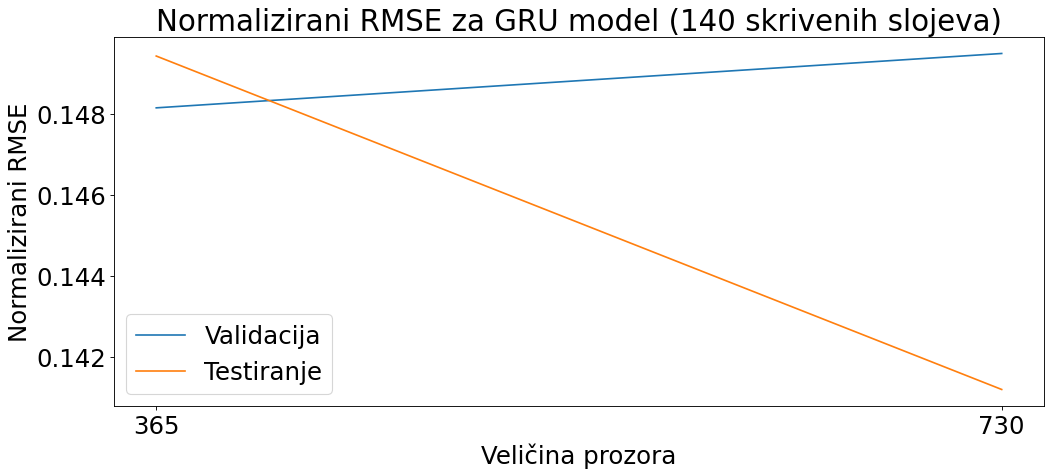 Normalizirani RMSE za GRU model (140 skrivenih slojeva)
Normalizirani RMSE
0.148
0.146
0.144
0.142
Validacija
Testiranje
365
730
Veličina prozora